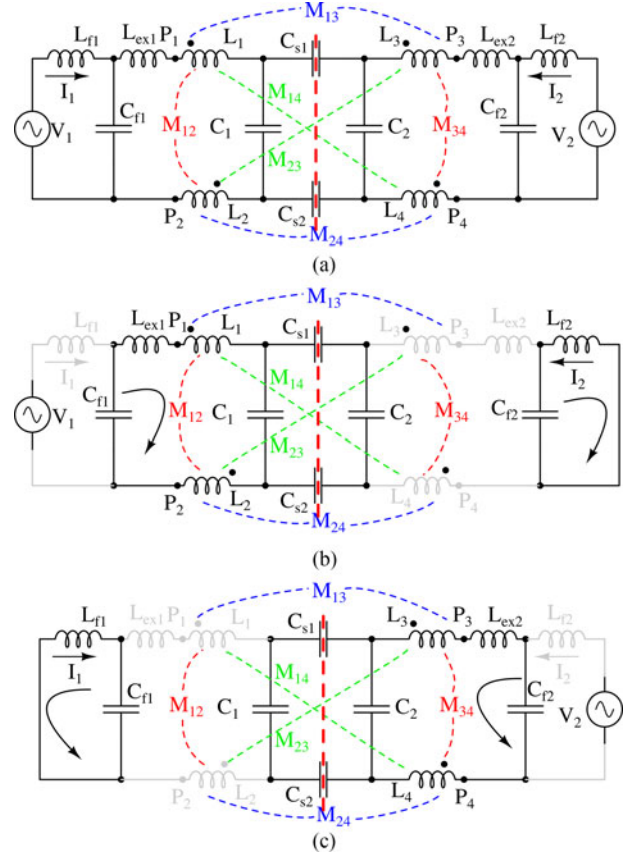 M13
Lf1 Lex1 P1 L1 Cs1 L3 P3 Lex2 Lf2
I1 I2
M14
V1 Cf1 M12 C1 C2 M34 Cf2 V2
M23
P2 L2 Cs2 L4 P4
M24
(a)
M13
Lf1 Lex1 P1 L1 Cs1 L3 P3 Lex2 Lf2
I1 I2
M14
V1 Cf1 M12 C1 C2 M34 Cf2
M23
P2 L2 Cs2 L4 P4
M24
(b)
M13
Lf1 Lex1 P1 L1 Cs1 L3 P3 Lex2 Lf2
I1 I2
M14
Cf1 M12 C1 C2 M34 Cf2 V2
M23
P2 L2 Cs2 L4 P4
M24
(c)